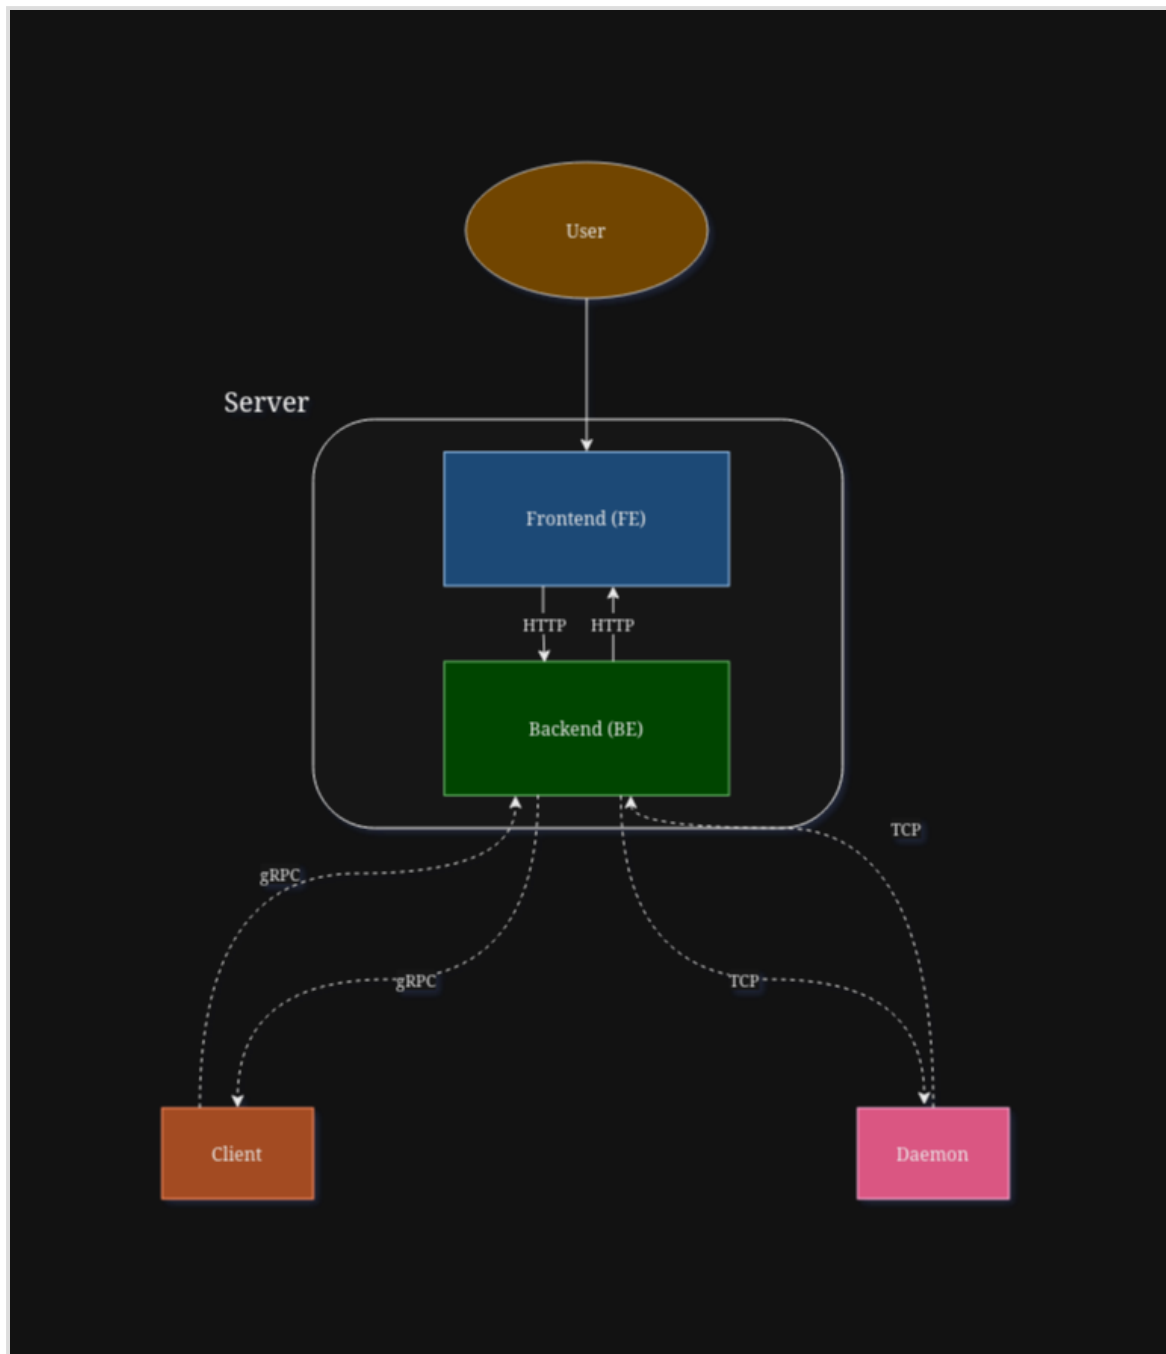 User
Server
Frontend (FE)
HTTP
HTTP
Backend (BE)
TCP
gRPC
gRPC
TCP
Client
Daemon